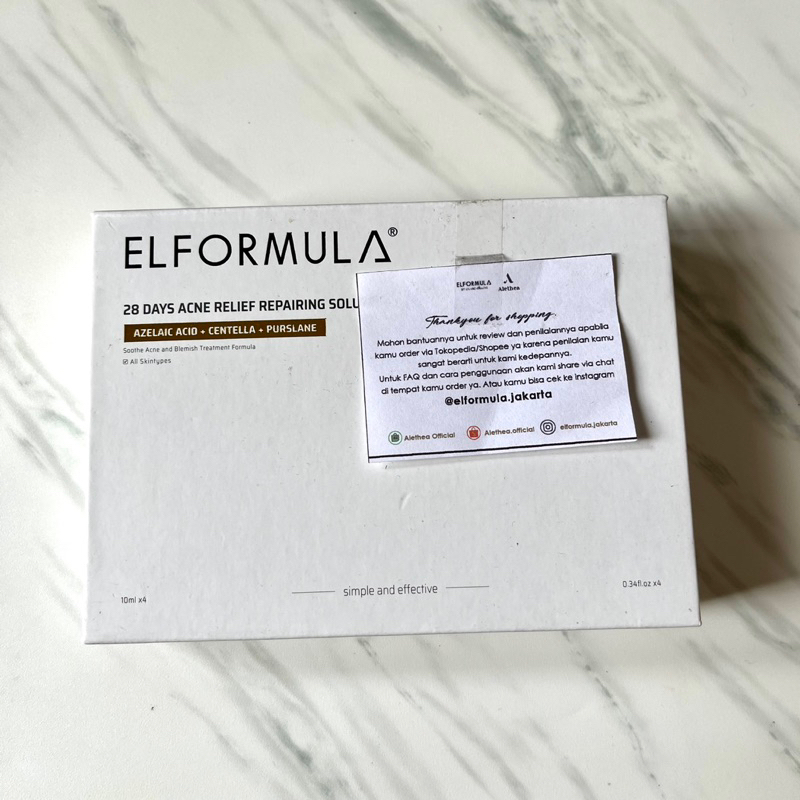 ELFORMULA®
28 DAYS ACNE RELIEF REPAIRING SOLU
AZELAIC ACID + CENTELLA + PURSLANE
Soothe Acne and Blemish Treatment Formula
All Skintypes
ELFORMULA
Alethea
Thankyou for shopping
Mohon bantuannya untuk review dan penilaiannya apabila
kamu order via Tokopedia/Shopee ya karena penilaian kamu
sangat berarti untuk kami kedepannya.
Untuk FAQ dan cara penggunaan akan kami share via chat
di tempat kamu order ya. Atau kamu bisa cek ke instagram
@elformula.jakarta
Alethea Official
Alethea.official
elformula.jakarta
simple and effective
10ml x4
0.34fl.oz x4